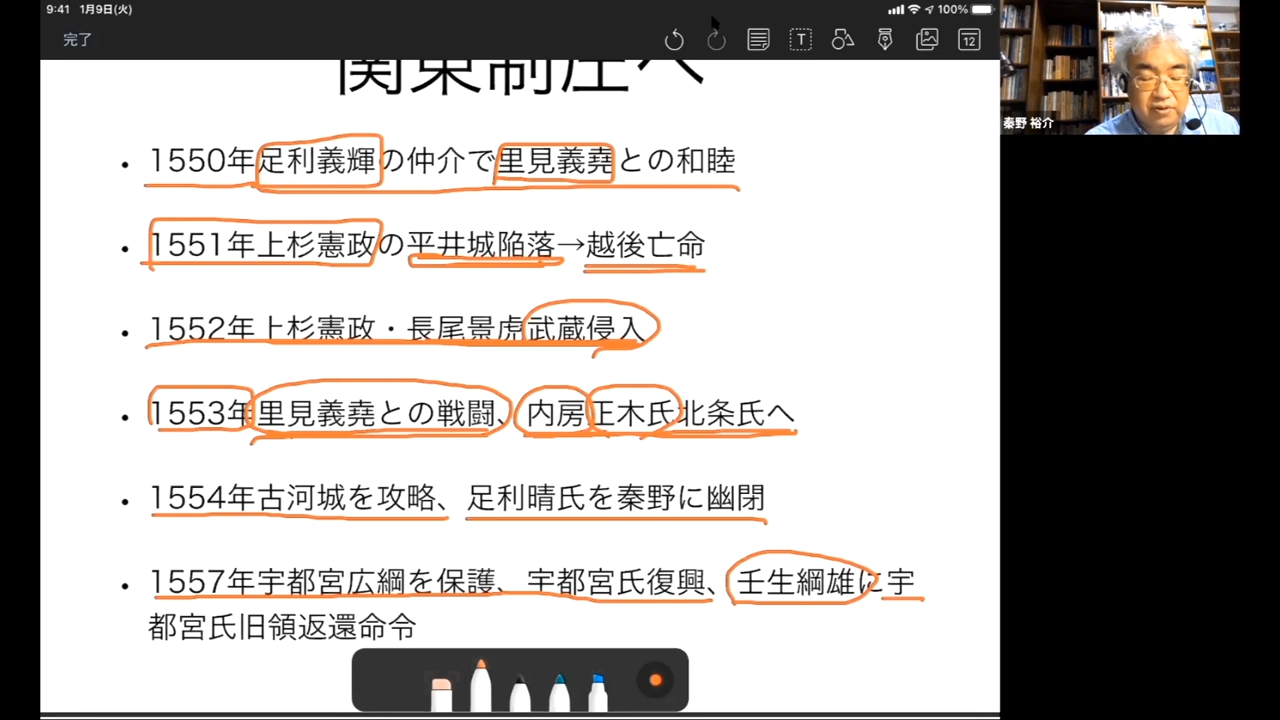 9:41 1月9日(火)
100%
完了
T
12
関東制圧へ
秦野 裕介
• 1550年足利義輝の仲介で里見義堯との和睦
• 1551年上杉憲政の平井城陥落→越後亡命
• 1552年上杉憲政・長尾景虎武蔵侵入
• 1553年里見義堯との戦闘、内房正木氏北条氏へ
• 1554年古河城を攻略、足利晴氏を秦野に幽閉
• 1557年宇都宮広綱を保護、宇都宮氏復興、壬生綱雄に宇
都宮氏旧領返還命令